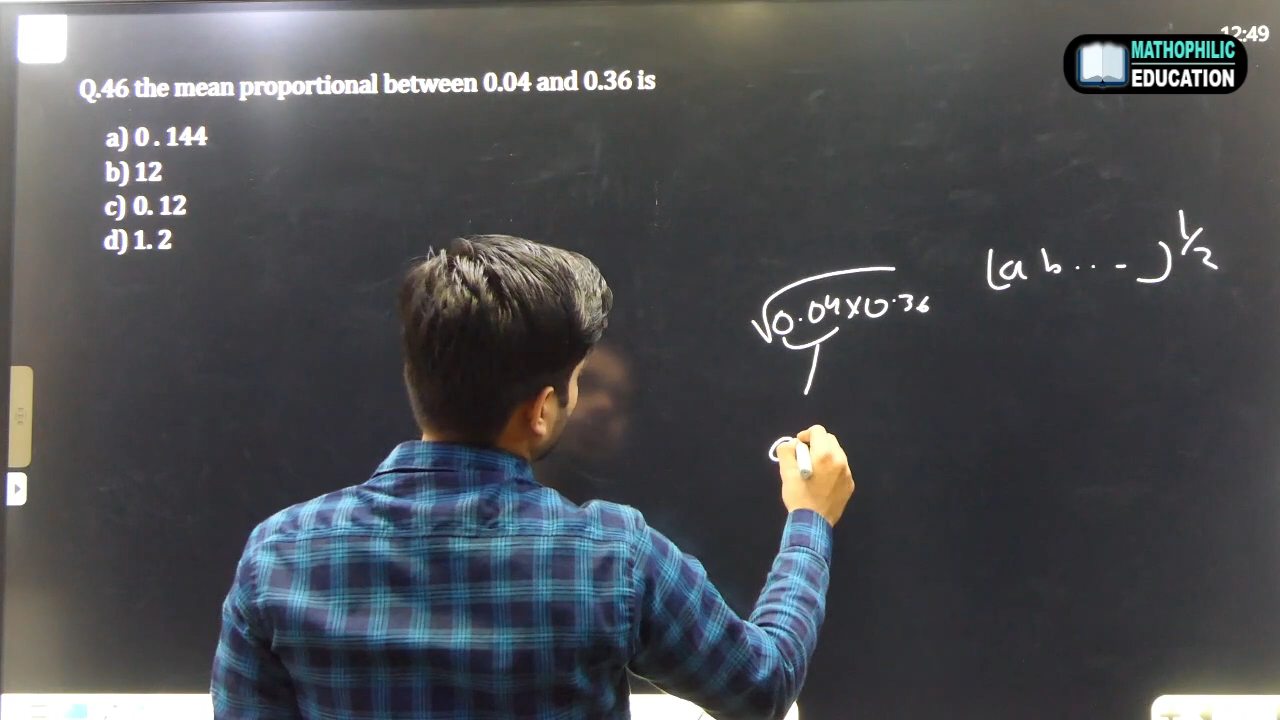 12:49
MATHOPHILIC
EDUCATION
Q.46 the mean proportional between 0.04 and 0.36 is
a) 0.144
b) 12
c) 0.12
d) 1.2
(ab...-)^1/2
√0.04×0.36
0